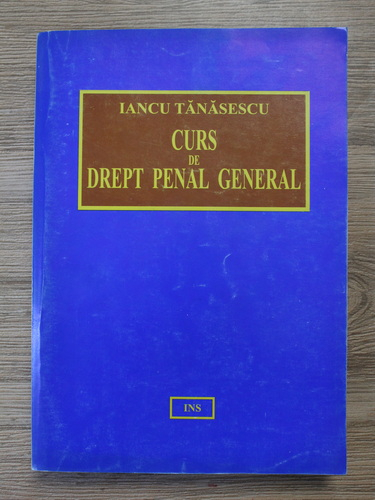 IANCU TĂNĂSESCU
CURS
DE
DREPT PENAL GENERAL
INS